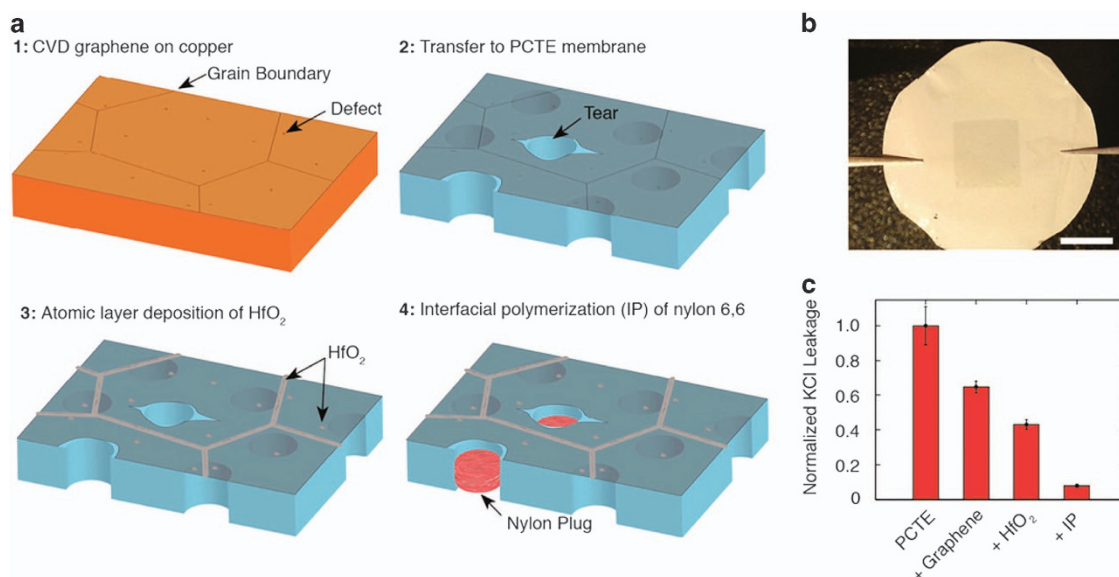 a
1: CVD graphene on copper
Grain Boundary
Defect
2: Transfer to PCTE membrane
Tear
3: Atomic layer deposition of HfO₂
HfO₂
4: Interfacial polymerization (IP) of nylon 6,6
Nylon Plug
b
c
Normalized KCl Leakage
1.0
0.8
0.6
0.4
0.2
0
PCTE
+ Graphene
+ HfO₂
+ IP